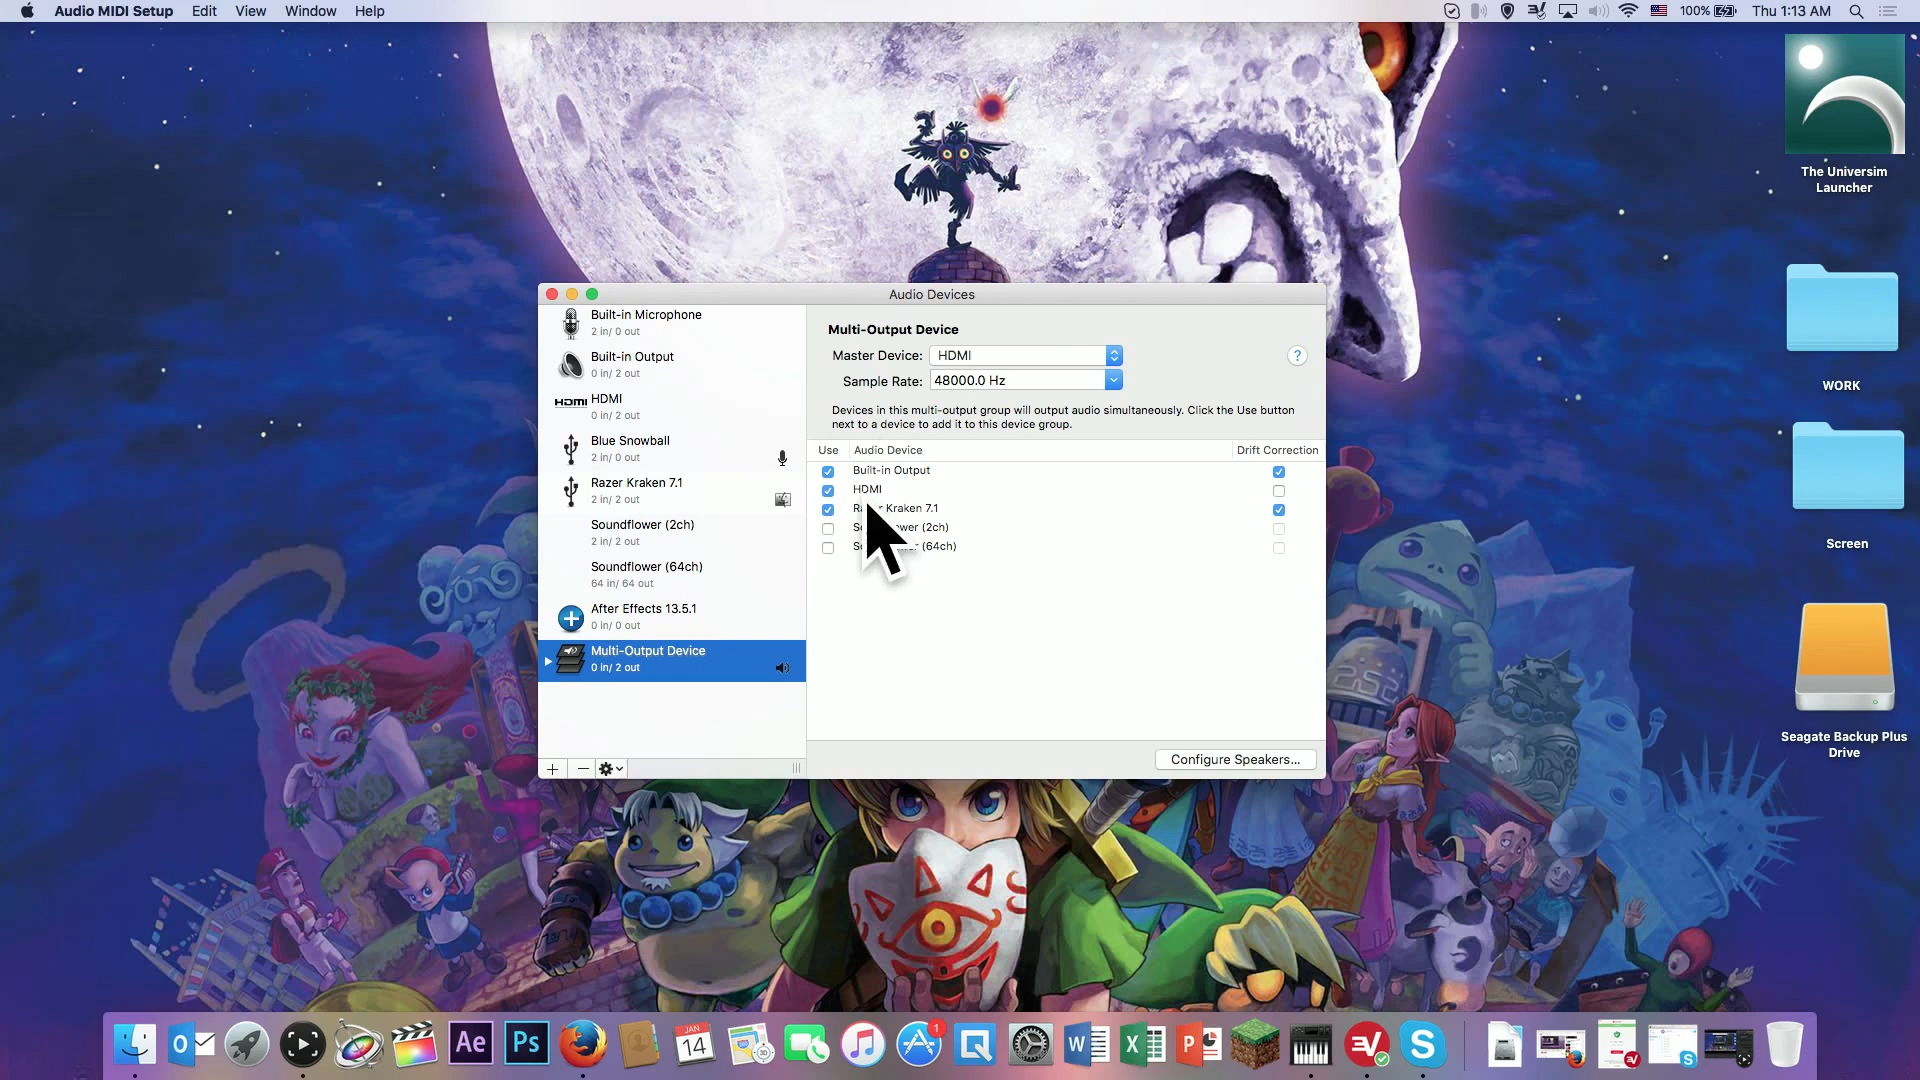 Audio MIDI Setup Edit View Window Help
100% Thu 1:13 AM
The Universim
Launcher
WORK
Screen
Seagate Backup Plus
Drive
Audio Devices
Built-in Microphone
2 in/ 0 out
Built-in Output
0 in/ 2 out
HDMI HDMI
0 in/ 2 out
Blue Snowball
2 in/ 0 out
Razer Kraken 7.1
2 in/ 2 out
Soundflower (2ch)
2 in/ 2 out
Soundflower (64ch)
64 in/ 64 out
After Effects 13.5.1
0 in/ 0 out
Multi-Output Device
0 in/ 2 out
Multi-Output Device
Master Device: HDMI
?
Sample Rate: 48000.0 Hz
Devices in this multi-output group will output audio simultaneously. Click the Use button
next to a device to add it to this device group.
Use Audio Device Drift Correction
Built-in Output
HDMI
Kraken 7.1
(2ch)
(64ch)
Configure Speakers...
Ae
Ps
JAN
14
3D
1
W
X
P
S